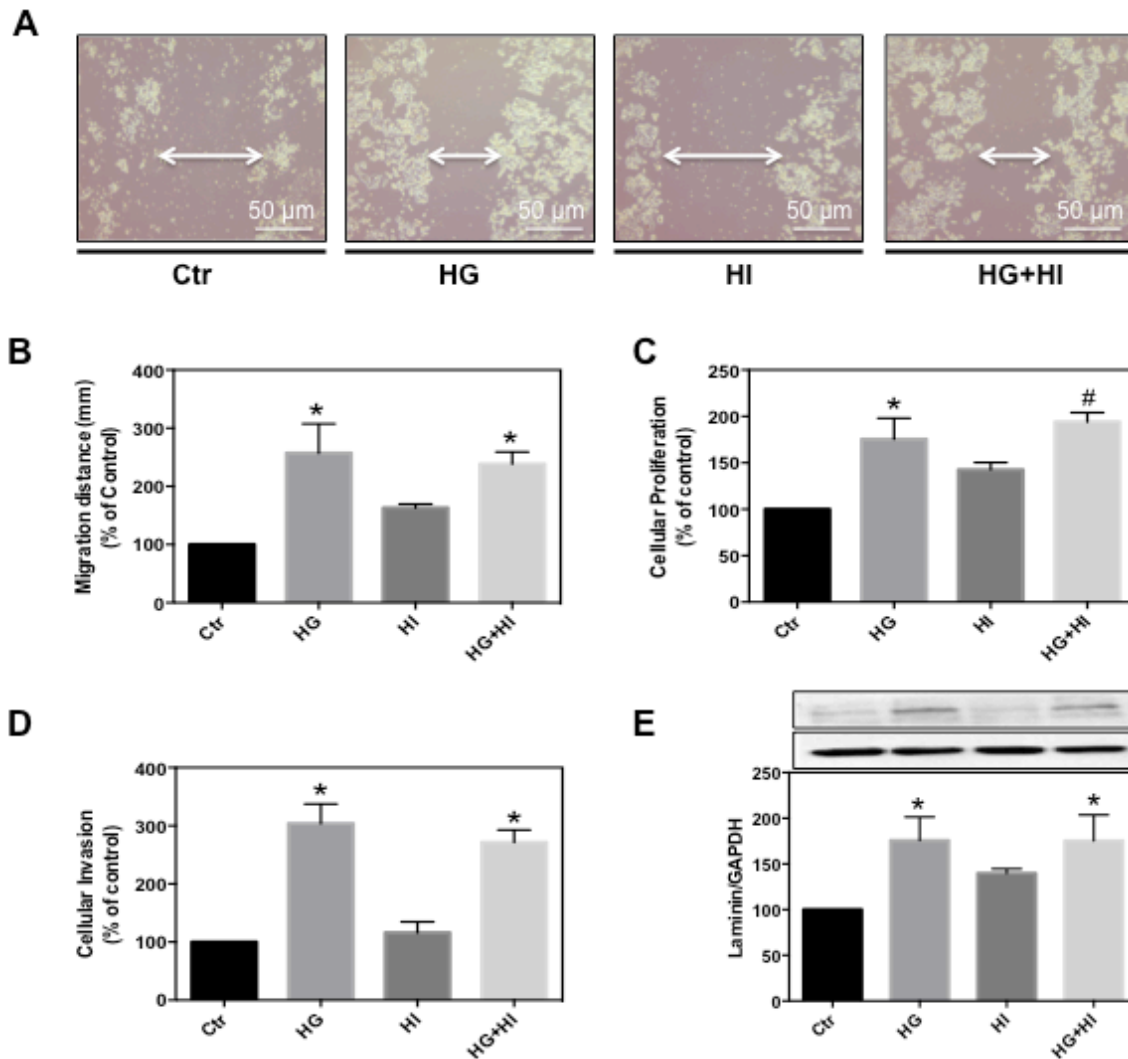 A
50 µm
50 µm
50 µm
50 µm
Ctr
HG
HI
HG+HI
B
Migration distance (mm)
(% of Control)
400
300
200
100
0
*
*
Ctr
HG
HI
HG+HI
C
Cellular Proliferation
(% of control)
250
200
150
100
50
0
*
#
Ctr
HG
HI
HG+HI
D
Cellular Invasion
(% of control)
400
300
200
100
0
*
*
Ctr
HG
HI
HG+HI
E
Laminin/GAPDH
250
200
150
100
50
0
*
*
Ctr
HG
HI
HG+HI